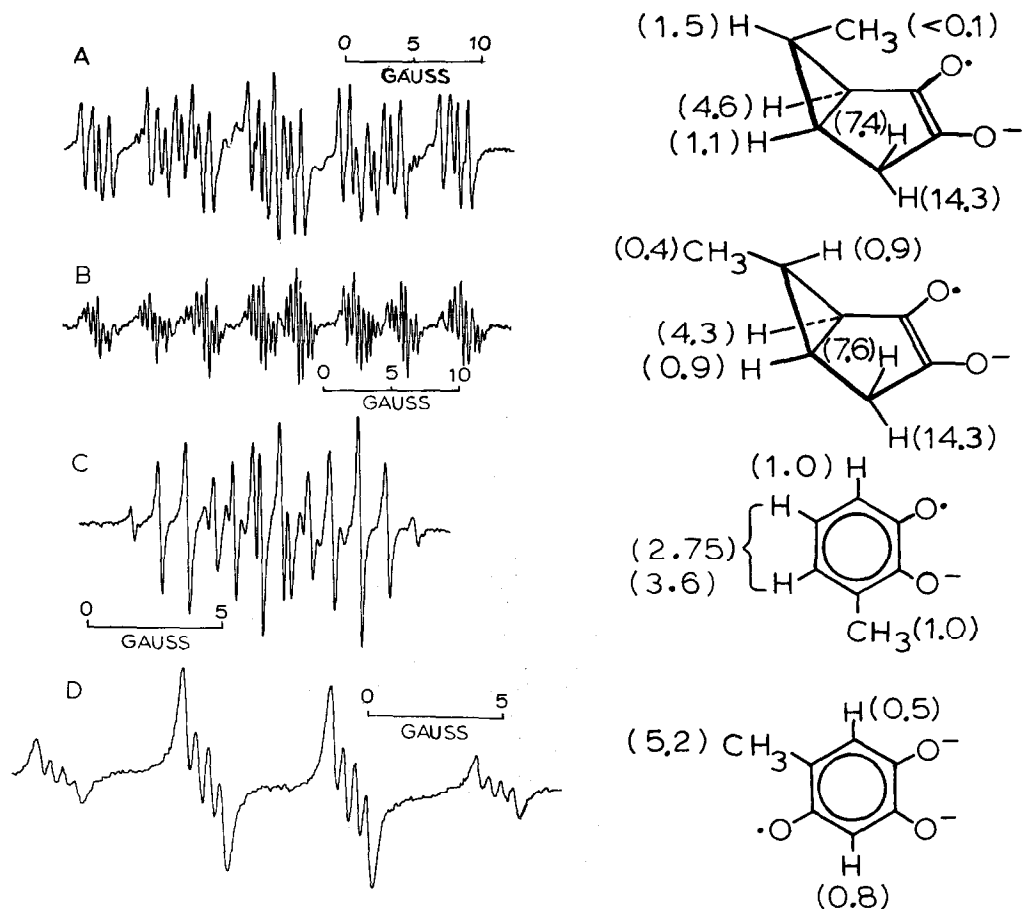 A
0 5 10
GAUSS
(1.5) H CH₃(<0.1)
O•
(4.6) H
(7.4) H
(1.1) H
O⁻
H(14.3)
B
0 5 10
GAUSS
(0.4)CH₃ H (0.9)
O•
(4.3) H
(7.6) H
(0.9) H
O⁻
H(14.3)
C
0 5
GAUSS
(1.0) H
H O•
(2.75)
(3.6)
H O⁻
CH₃(1.0)
D
0 5
GAUSS
H(0.5)
(5,2) CH₃ O⁻
•O O⁻
H
(0.8)